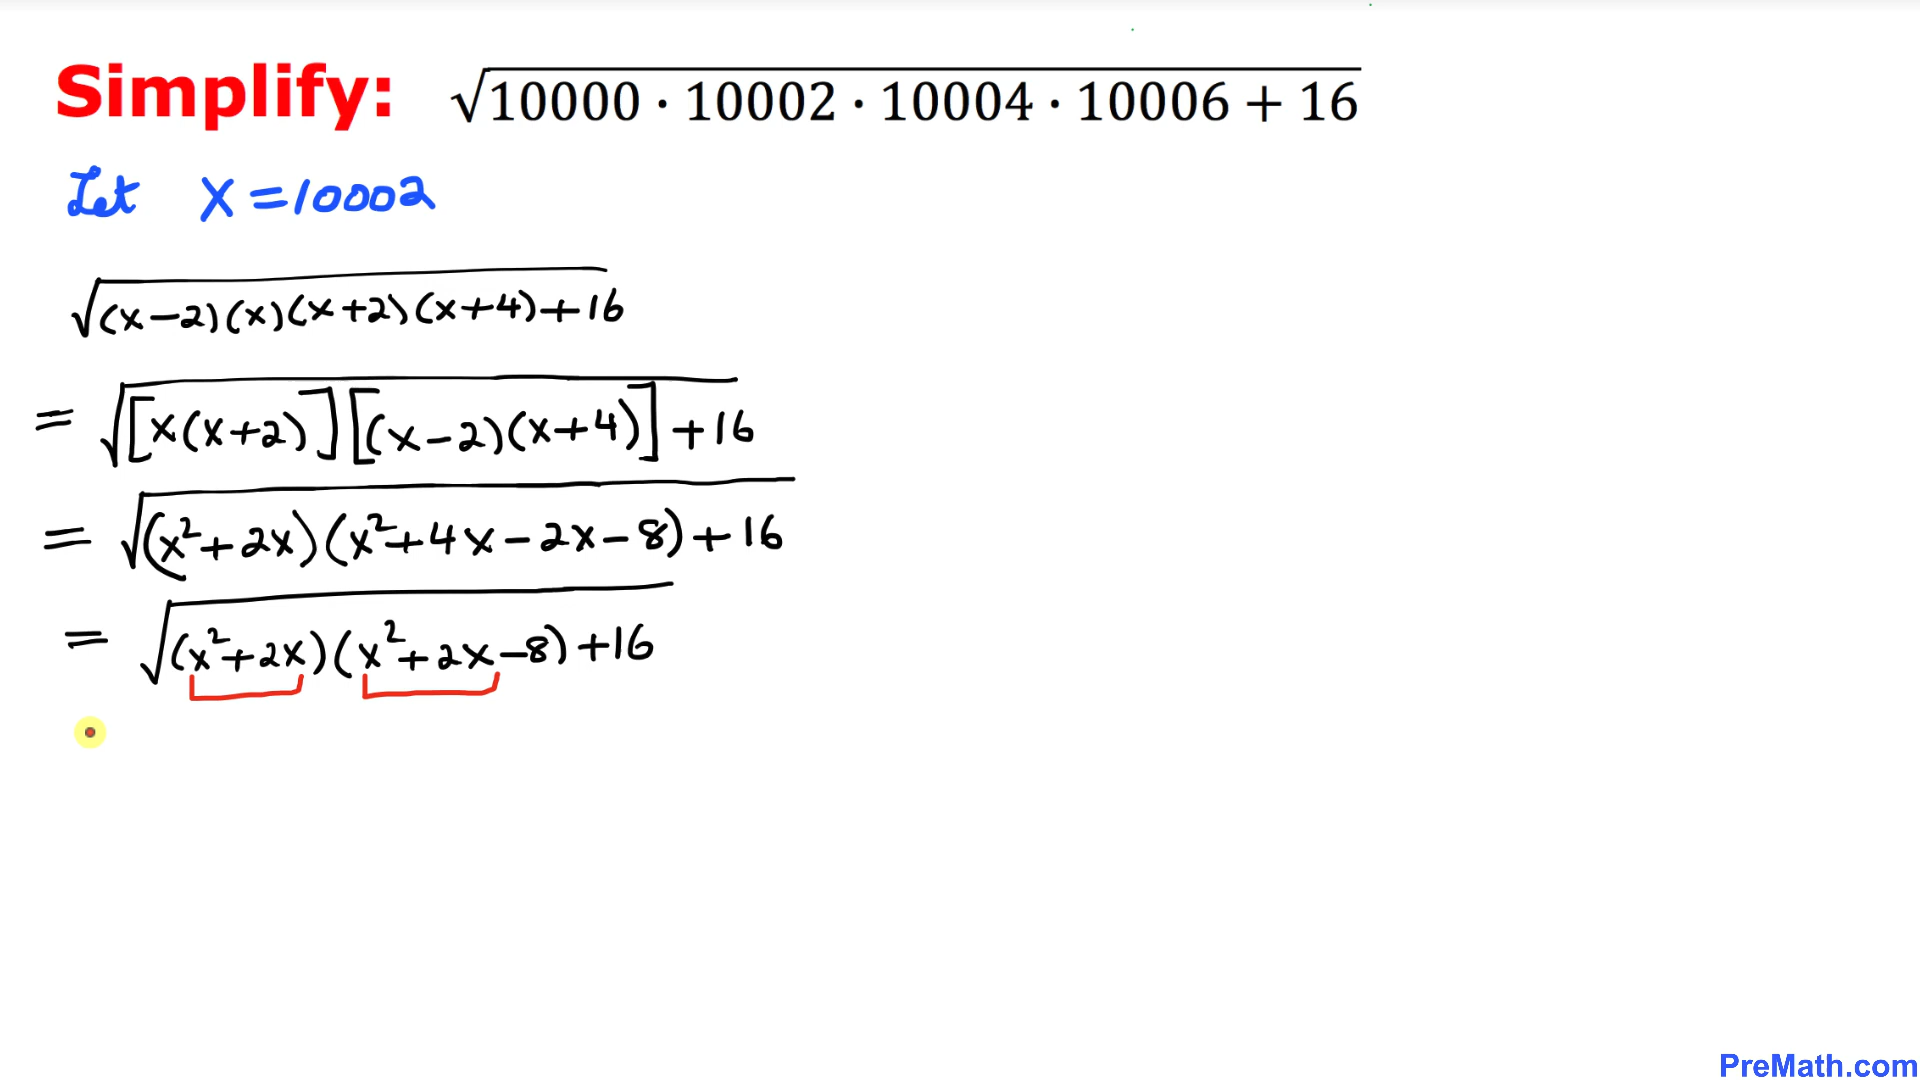 Simplify: √10000 · 10002 · 10004 · 10006 + 16
Let x = 10002
√(x-2)(x)(x+2)(x+4)+16
= √[x(x+2)][(x-2)(x+4)]+16
= √(x²+2x)(x²+4x-2x-8)+16
= √(x²+2x)(x²+2x-8)+16
PreMath.com